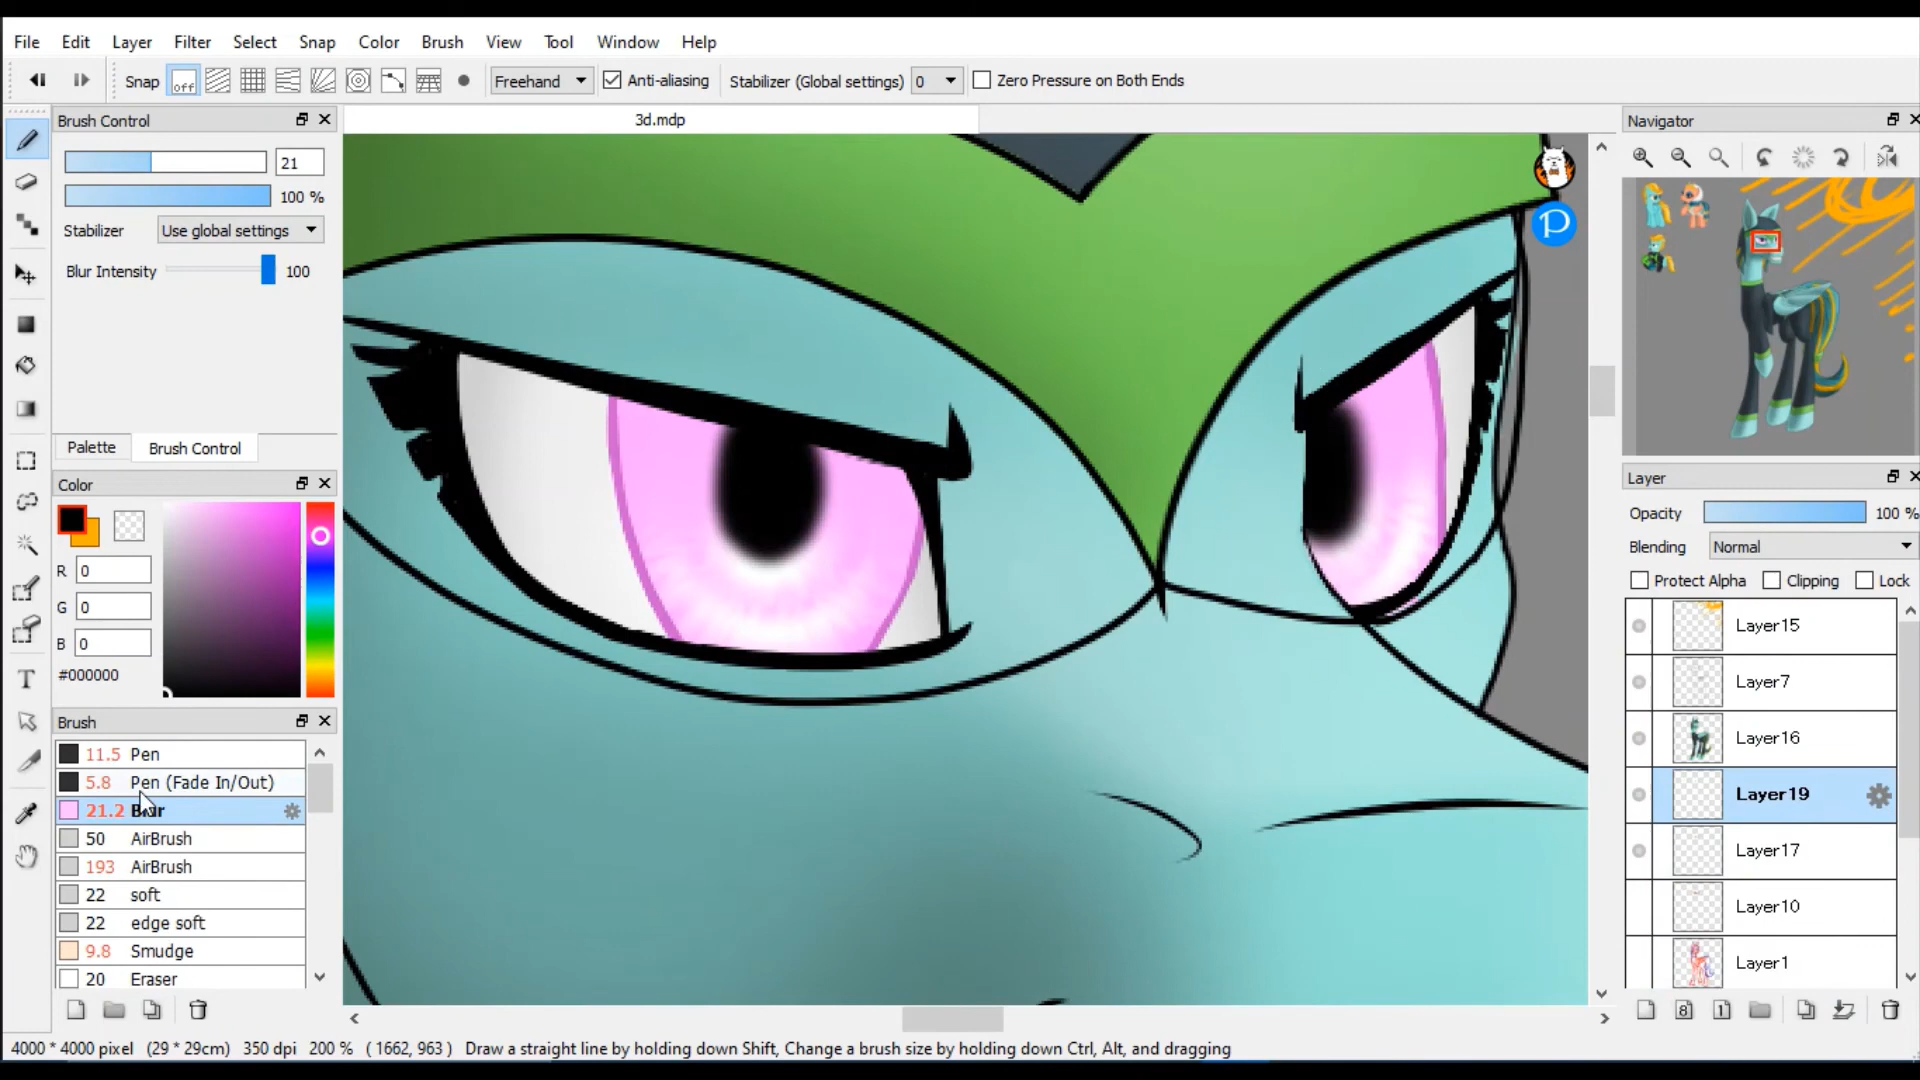 File Edit Layer Filter Select Snap Color Brush View Tool Window Help
Snap off Freehand Anti-aliasing Stabilizer (Global settings) 0 Zero Pressure on Both Ends
Brush Control
3d.mdp
Navigator
21
100 %
Stabilizer Use global settings
Blur Intensity 100
Palette Brush Control
Color
R 0
G 0
B 0
#000000
Brush
11.5 Pen
5.8 Pen (Fade In/Out)
21.2 Blur
50 AirBrush
193 AirBrush
22 soft
22 edge soft
9.8 Smudge
20 Eraser
P
Layer
Opacity 100 %
Blending Normal
Protect Alpha Clipping Lock
Layer15
Layer7
Layer16
Layer19
Layer17
Layer10
Layer1
8 1
T
4000 * 4000 pixel (29 * 29cm) 350 dpi 200 % ( 1662, 963 ) Draw a straight line by holding down Shift, Change a brush size by holding down Ctrl, Alt, and dragging